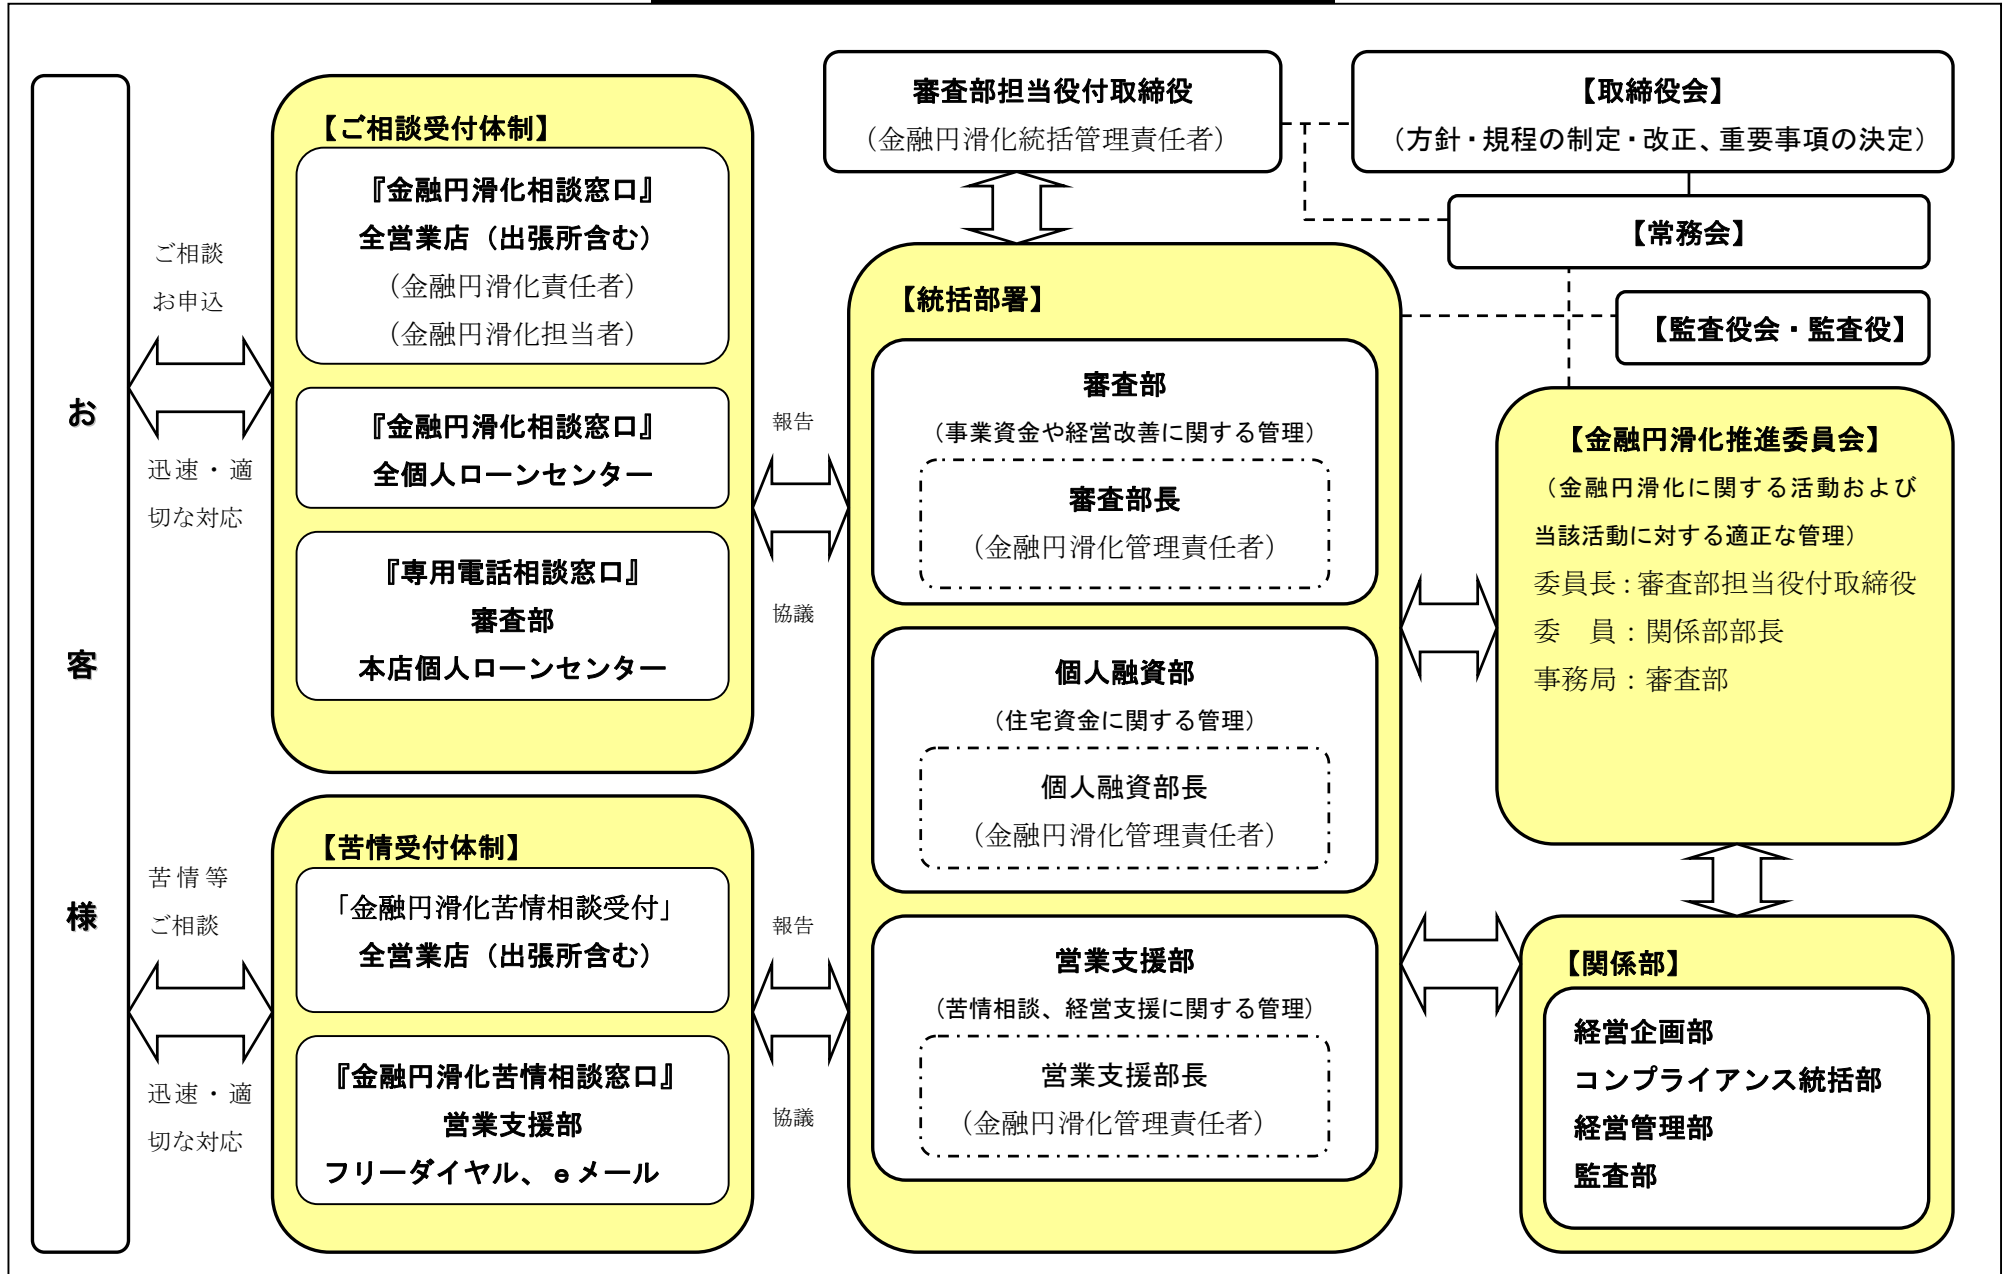 お
客
様
ご相談
お申込
迅速・適
切な対応
苦情等
ご相談
迅速・適
切な対応
【ご相談受付体制】
『金融円滑化相談窓口』
全営業店（出張所含む）
（金融円滑化責任者）
（金融円滑化担当者）
『金融円滑化相談窓口』
全個人ローンセンター
『専用電話相談窓口』
審査部
本店個人ローンセンター
【苦情受付体制】
「金融円滑化苦情相談受付」
全営業店（出張所含む）
『金融円滑化苦情相談窓口』
営業支援部
フリーダイヤル、eメール
報告
協議
報告
協議
審査部担当役付取締役
（金融円滑化統括管理責任者）
【統括部署】
審査部
（事業資金や経営改善に関する管理）
審査部長
（金融円滑化管理責任者）
個人融資部
（住宅資金に関する管理）
個人融資部長
（金融円滑化管理責任者）
営業支援部
（苦情相談、経営支援に関する管理）
営業支援部長
（金融円滑化管理責任者）
【取締役会】
（方針・規程の制定・改正、重要事項の決定）
【常務会】
【監査役会・監査役】
【金融円滑化推進委員会】
（金融円滑化に関する活動および
当該活動に対する適正な管理）
委員長：審査部担当役付取締役
委　員：関係部部長
事務局：審査部
【関係部】
経営企画部
コンプライアンス統括部
経営管理部
監査部